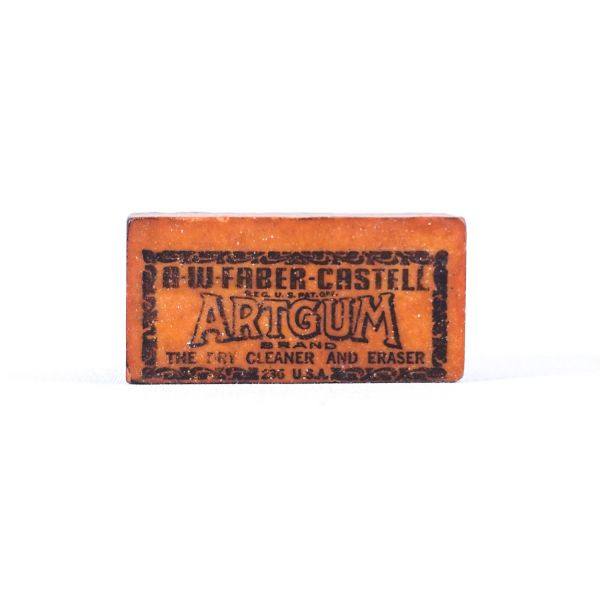 A·W·FABER-CASTELL
REG. U.S. PAT. OFF.
ARTGUM
BRAND
THE DRY CLEANER AND ERASER
236 U.S.A.